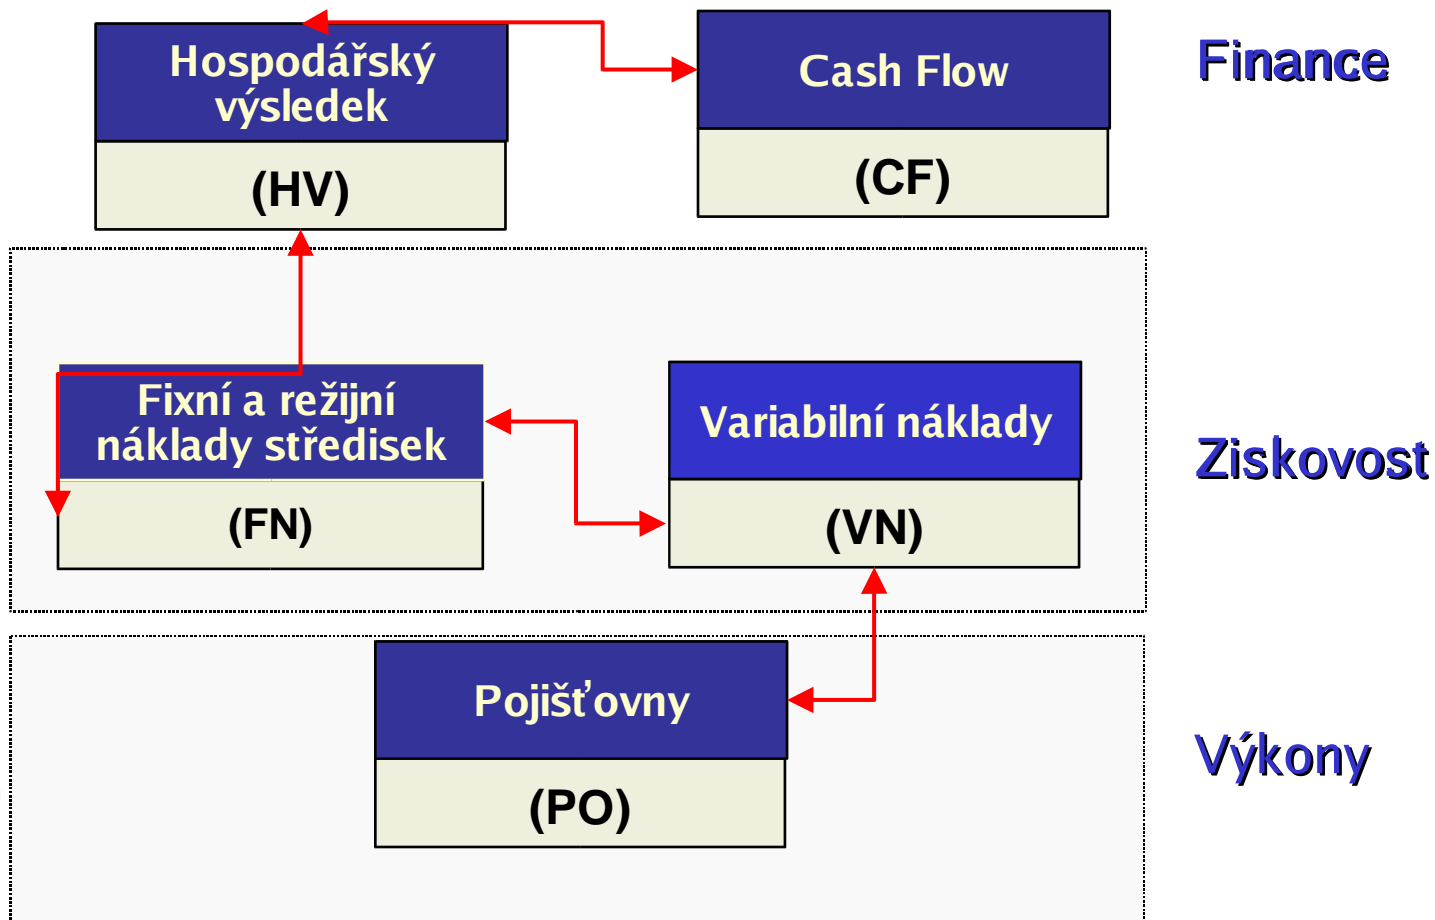 Hospodářský
výsledek
(HV)
Cash Flow
(CF)
Finance
Fixní a režijní
náklady středisek
(FN)
Variabilní náklady
(VN)
Ziskovost
Pojišťovny
(PO)
Výkony